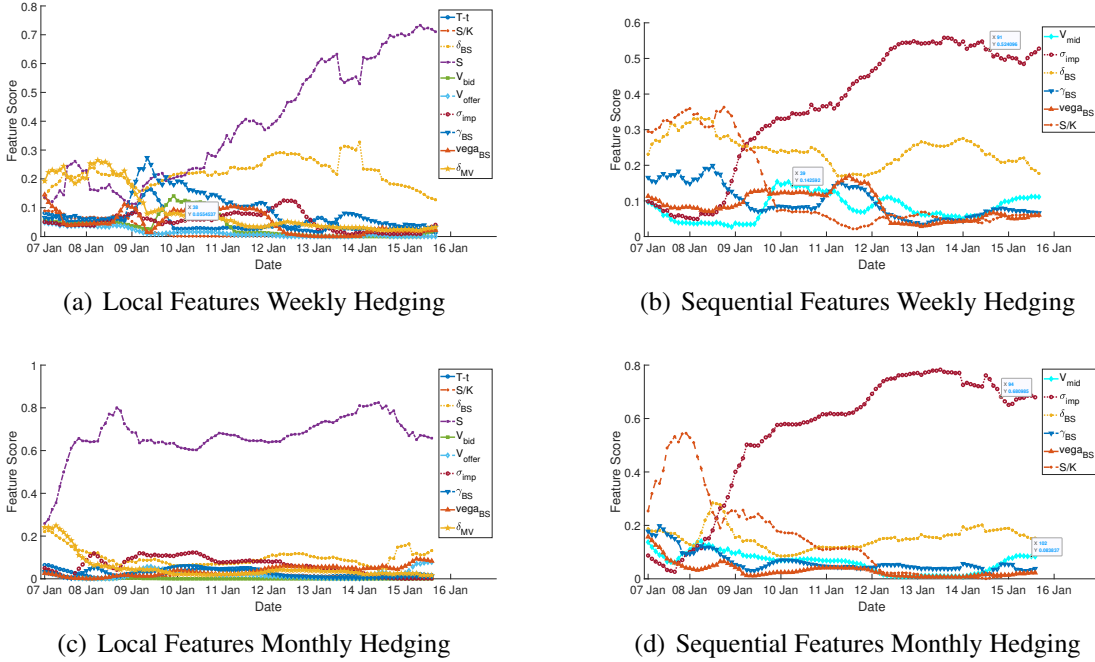 0.8
0.7
0.6
0.5
0.4
0.3
0.2
0.1
0
Feature Score
07 Jan 08 Jan 09 Jan 10 Jan 11 Jan 12 Jan 13 Jan 14 Jan 15 Jan 16 Jan
Date
T-t
S/K
δBS
S
Vbid
Voffer
σimp
γBS
vegaBS
δMV
X 38
(a) Local Features Weekly Hedging
0.6
0.5
0.4
0.3
0.2
0.1
0
Feature Score
07 Jan 08 Jan 09 Jan 10 Jan 11 Jan 12 Jan 13 Jan 14 Jan 15 Jan 16 Jan
Date
Vmid
σimp
δBS
γBS
vegaBS
S/K
X 91
(b) Sequential Features Weekly Hedging
1
0.8
0.6
0.4
0.2
0
Feature Score
07 Jan 08 Jan 09 Jan 10 Jan 11 Jan 12 Jan 13 Jan 14 Jan 15 Jan 16 Jan
Date
T-t
S/K
δBS
S
Vbid
Voffer
σimp
γBS
vegaBS
δMV
(c) Local Features Monthly Hedging
0.8
0.6
0.4
0.2
0
Feature Score
07 Jan 08 Jan 09 Jan 10 Jan 11 Jan 12 Jan 13 Jan 14 Jan 15 Jan 16 Jan
Date
Vmid
σimp
δBS
γBS
vegaBS
S/K
X 94
X 102
(d) Sequential Features Monthly Hedging